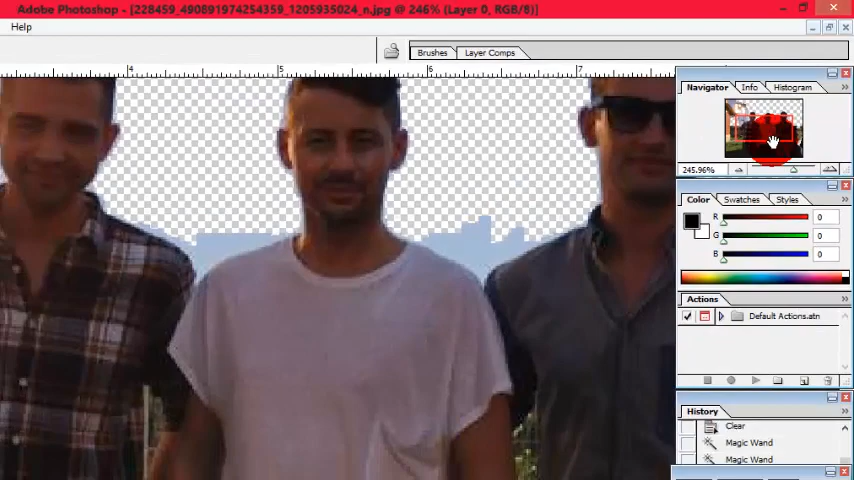 Adobe Photoshop - [228459_490891974254359_1205935024_n.jpg @ 246% (Layer 0, RGB/8)]
Help
Brushes Layer Comps
4 5 6 7
Navigator Info Histogram
245.96%
Color Swatches Styles
R 0
G 0
B 0
Actions
Default Actions.atn
History
Clear
Magic Wand
Magic Wand